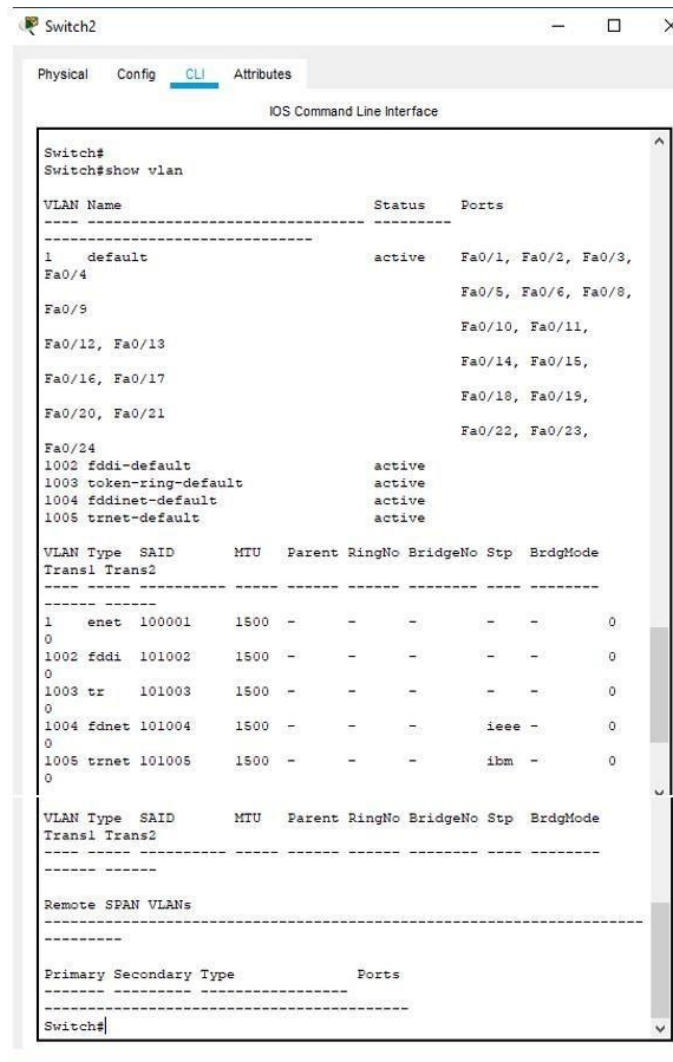 Switch2
Physical Config CLI Attributes
IOS Command Line Interface
Switch#
Switch#show vlan
VLAN Name Status Ports
---- -------------------------------- --------- -------------------------------
1 default active Fa0/1, Fa0/2, Fa0/3,
Fa0/4
Fa0/5, Fa0/6, Fa0/8,
Fa0/9
Fa0/10, Fa0/11,
Fa0/12, Fa0/13
Fa0/14, Fa0/15,
Fa0/16, Fa0/17
Fa0/18, Fa0/19,
Fa0/20, Fa0/21
Fa0/22, Fa0/23,
Fa0/24
1002 fddi-default active
1003 token-ring-default active
1004 fddinet-default active
1005 trnet-default active
VLAN Type SAID MTU Parent RingNo BridgeNo Stp BrdgMode
Trans1 Trans2
---- ----- ---------- ----- ------ ------ -------- ---- --------
------ ------
1 enet 100001 1500 - - - - - 0
0
1002 fddi 101002 1500 - - - - - 0
0
1003 tr 101003 1500 - - - - - 0
0
1004 fdnet 101004 1500 - - - ieee - 0
0
1005 trnet 101005 1500 - - - ibm - 0
0
VLAN Type SAID MTU Parent RingNo BridgeNo Stp BrdgMode
Trans1 Trans2
---- ----- ---------- ----- ------ ------ -------- ---- --------
------ ------
Remote SPAN VLANs
---------------------------------------------------------------------
---------
Primary Secondary Type Ports
------- --------- -----------------
------------------------------------------
Switch#